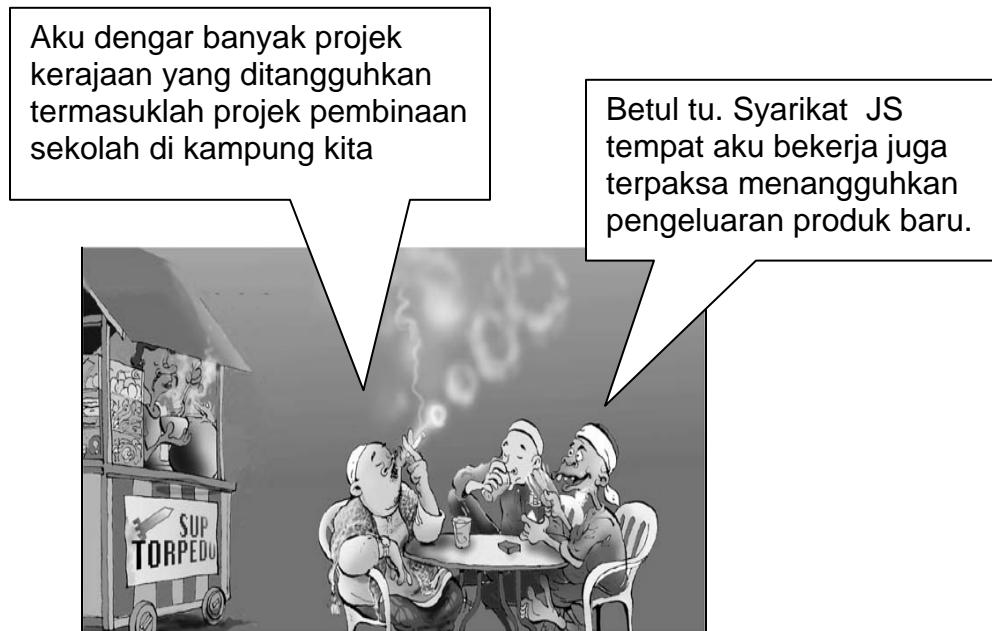 Aku dengar banyak projek
kerajaan yang ditangguhkan
termasuklah projek pembinaan
sekolah di kampung kita
Betul tu. Syarikat  JS
tempat aku bekerja juga
terpaksa menangguhkan
pengeluaran produk baru.
SUP
TORPEDO